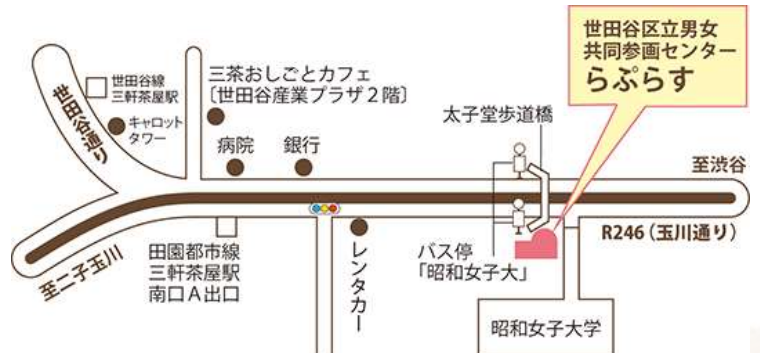 世田谷区立男女
共同参画センター
らぷらす
世田谷線
三軒茶屋駅
世田谷通り
キャロット
タワー
三茶おしごとカフェ
〔世田谷産業プラザ2階〕
病院
銀行
太子堂歩道橋
至渋谷
R246(玉川通り)
至二子玉川
田園都市線
三軒茶屋駅
南口A出口
レンタカー
バス停
「昭和女子大」
昭和女子大学